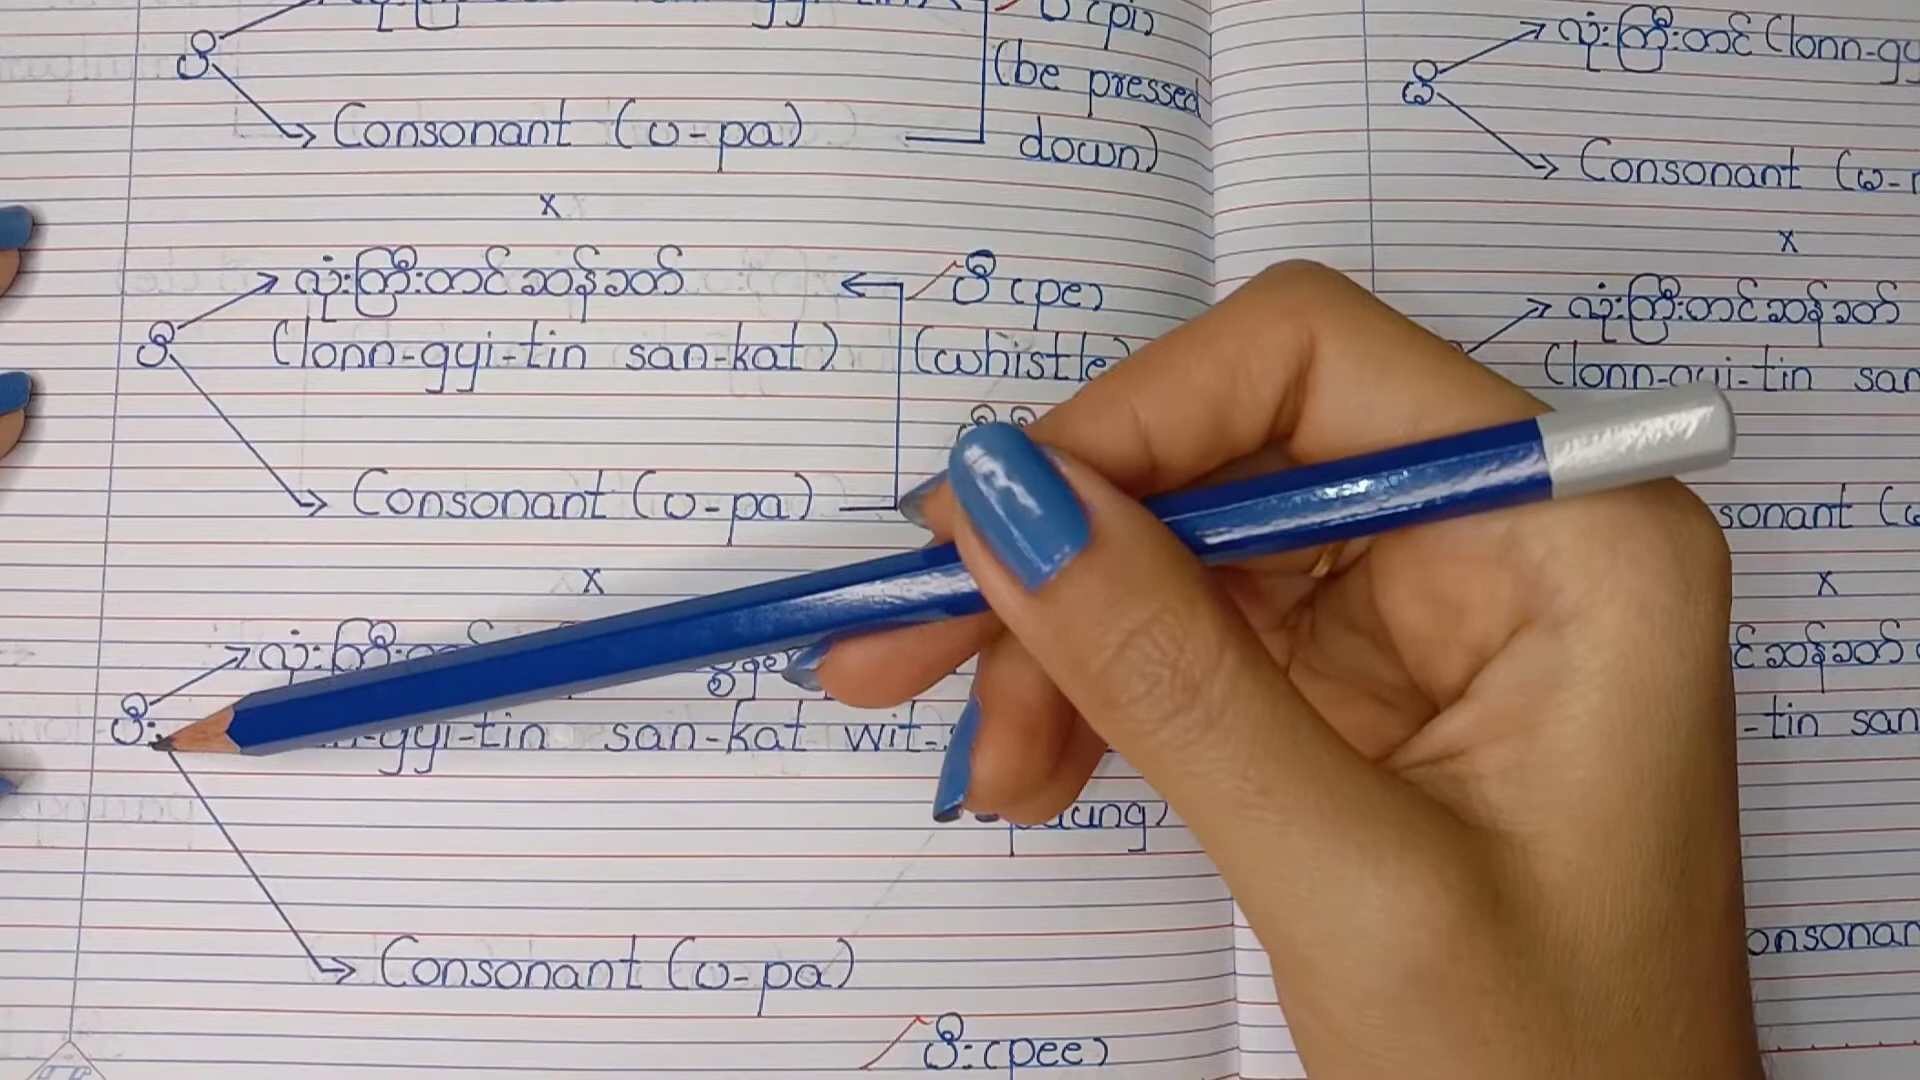 ပိ (pi)
(be pressed
down)
Consonant (ပ-pa)
x
လုံးကြီးတင်ဆန်ခတ်
(lonn-gyi-tin san-kat)
ပီ
ပီ (pe)
(whistle)
Consonant (ပ-pa)
x
ပီး
-gyi-tin san-kat wit-
Consonant (ပ-pa)
ပီး (pee)
လုံးကြီးတင် (lonn-gy
မိ
Consonant (မ-
x
လုံးကြီးတင်ဆန်ခတ်
(lonn-gyi-tin san
sonant (
x
င်ဆန်ခတ်
-tin san
onsonan